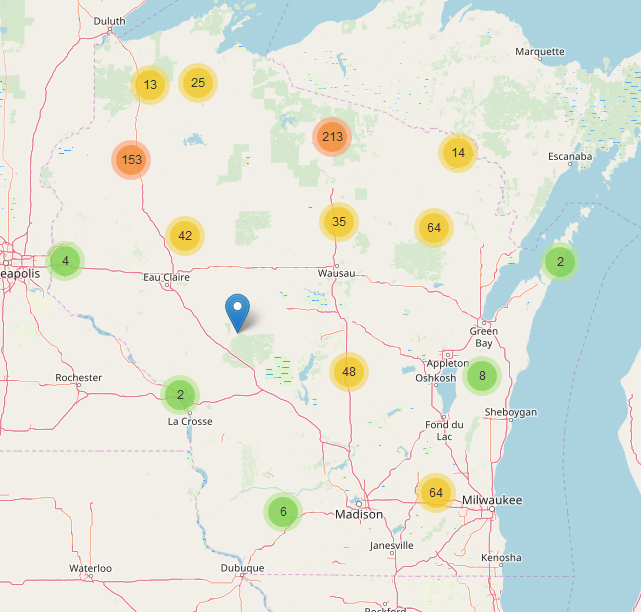 Duluth
Marquette
13
25
213
14
153
Escanaba
35
64
42
4
2
eapolis
Eau Claire
Wausau
Green
Bay
Appleton
Oshkosh
48
8
Rochester
2
La Crosse
Sheboygan
Fond du
Lac
64
Milwaukee
6
Madison
Janesville
Kenosha
Waterloo
Dubuque
Rockford